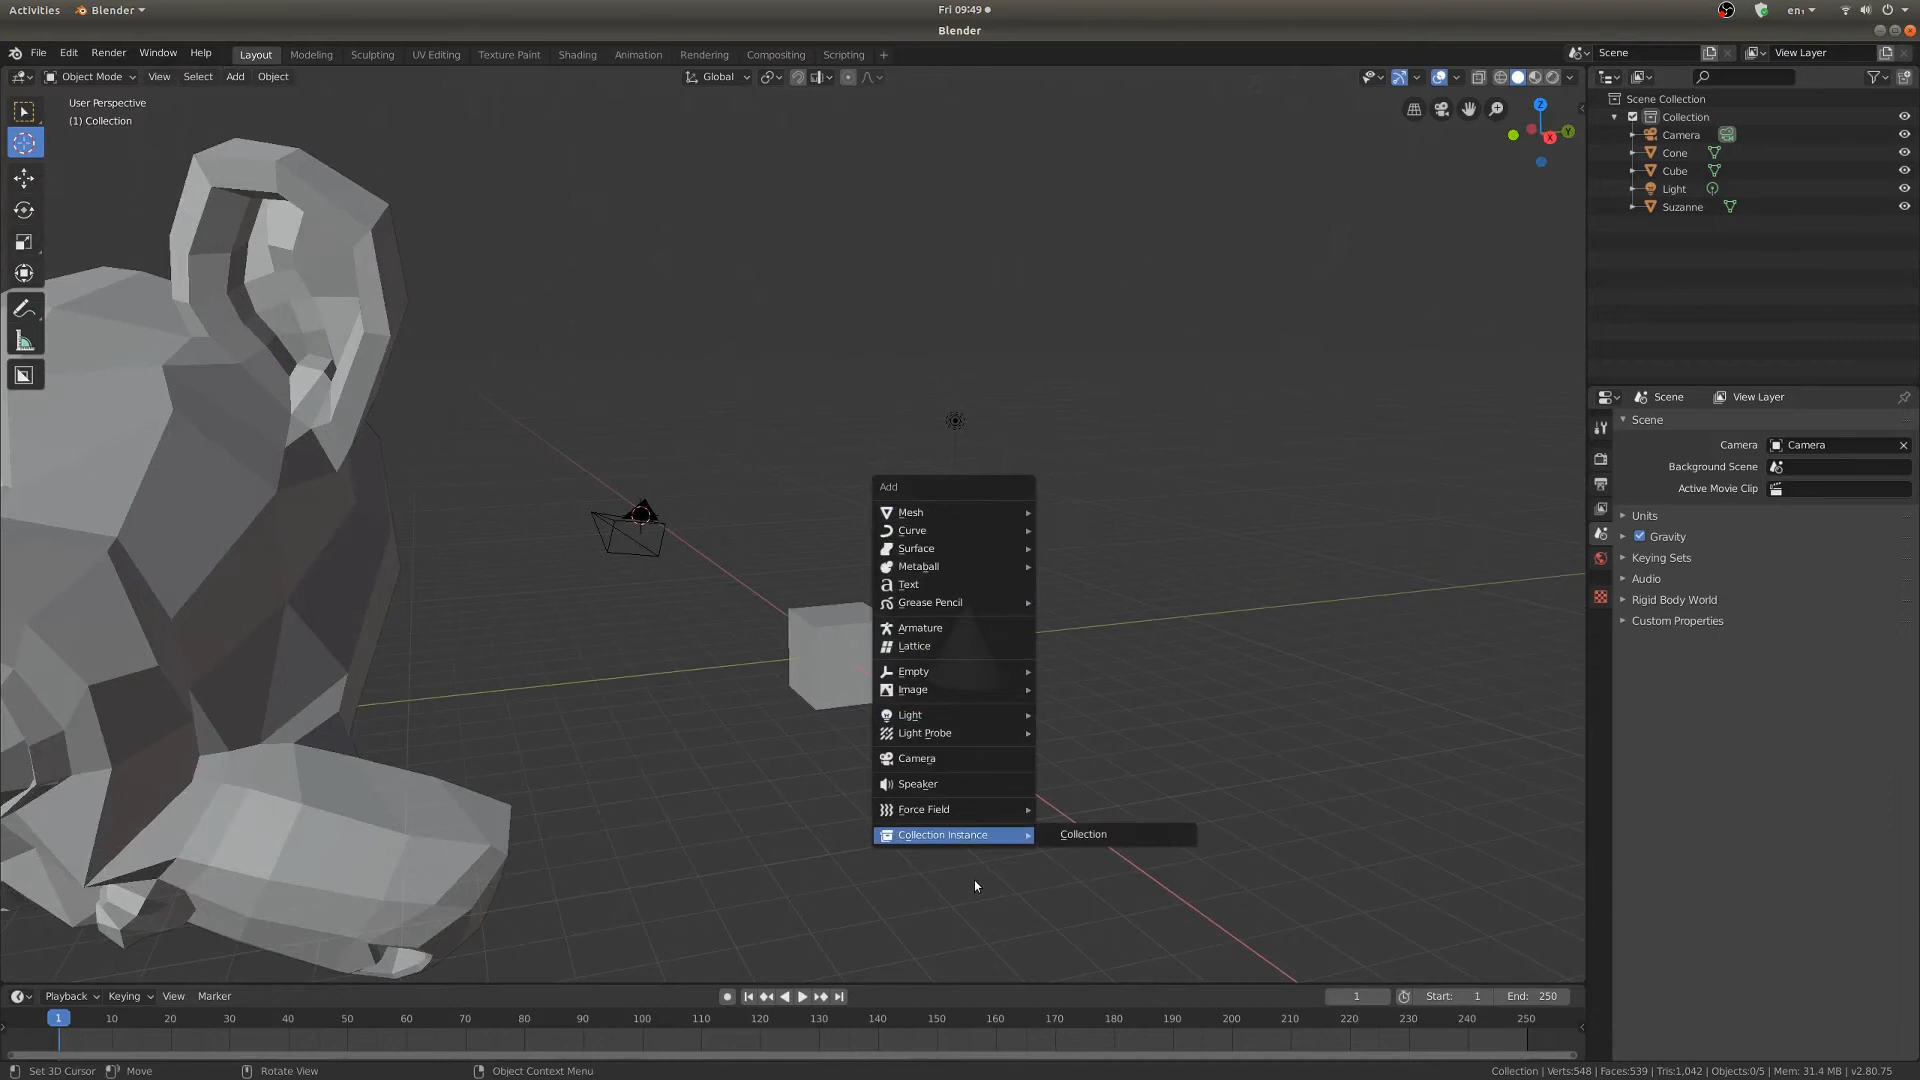 Activities Blender Fri 09:49 en₁
Blender
File Edit Render Window Help Layout Modeling Sculpting UV Editing Texture Paint Shading Animation Rendering Compositing Scripting + Scene View Layer
Object Mode View Select Add Object Global
User Perspective
(1) Collection
Z
Y
X
Scene Collection
Collection
Camera
Cone
Cube
Light
Suzanne
Scene View Layer
Scene
Camera Camera
Background Scene
Active Movie Clip
Units
Gravity
Keying Sets
Audio
Rigid Body World
Custom Properties
Add
Mesh
Curve
Surface
Metaball
Text
Grease Pencil
Armature
Lattice
Empty
Image
Light
Light Probe
Camera
Speaker
Force Field
Collection Instance
Collection
Playback Keying View Marker 1 Start: 1 End: 250
1 10 20 30 40 50 60 70 80 90 100 110 120 130 140 150 160 170 180 190 200 210 220 230 240 250
Set 3D Cursor Move Rotate View Object Context Menu Collection | Verts:548 | Faces:539 | Tris:1,042 | Objects:0/5 | Mem: 31.4 MB | v2.80.75